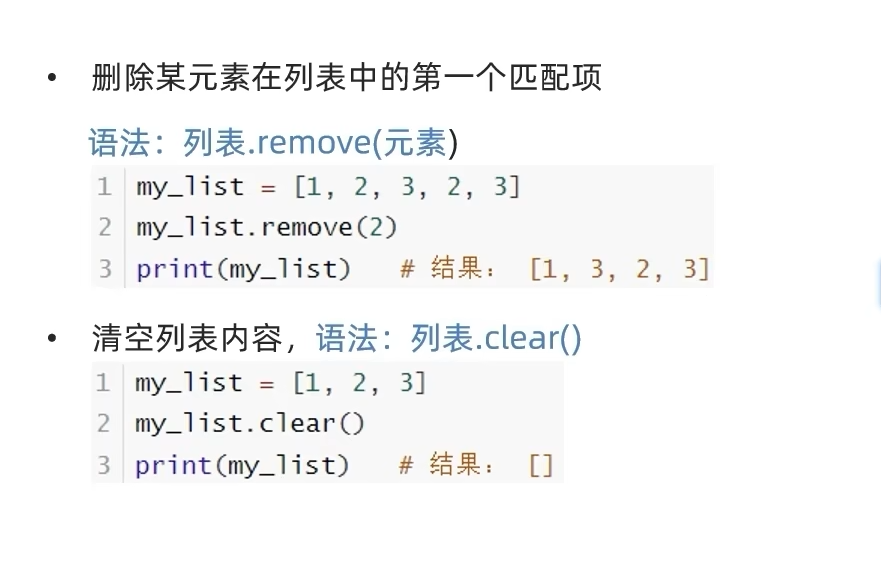 • 删除某元素在列表中的第一个匹配项
语法：列表.remove(元素)
1 my_list = [1, 2, 3, 2, 3]
2 my_list.remove(2)
3 print(my_list)   # 结果： [1, 3, 2, 3]
• 清空列表内容，语法：列表.clear()
1 my_list = [1, 2, 3]
2 my_list.clear()
3 print(my_list)   # 结果： []